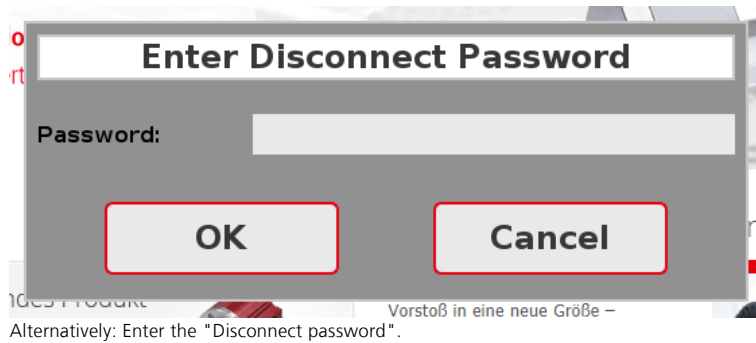 Enter Disconnect Password
Password:
OK
Cancel
Vorstoß in eine neue Größe –
Alternatively: Enter the "Disconnect password".